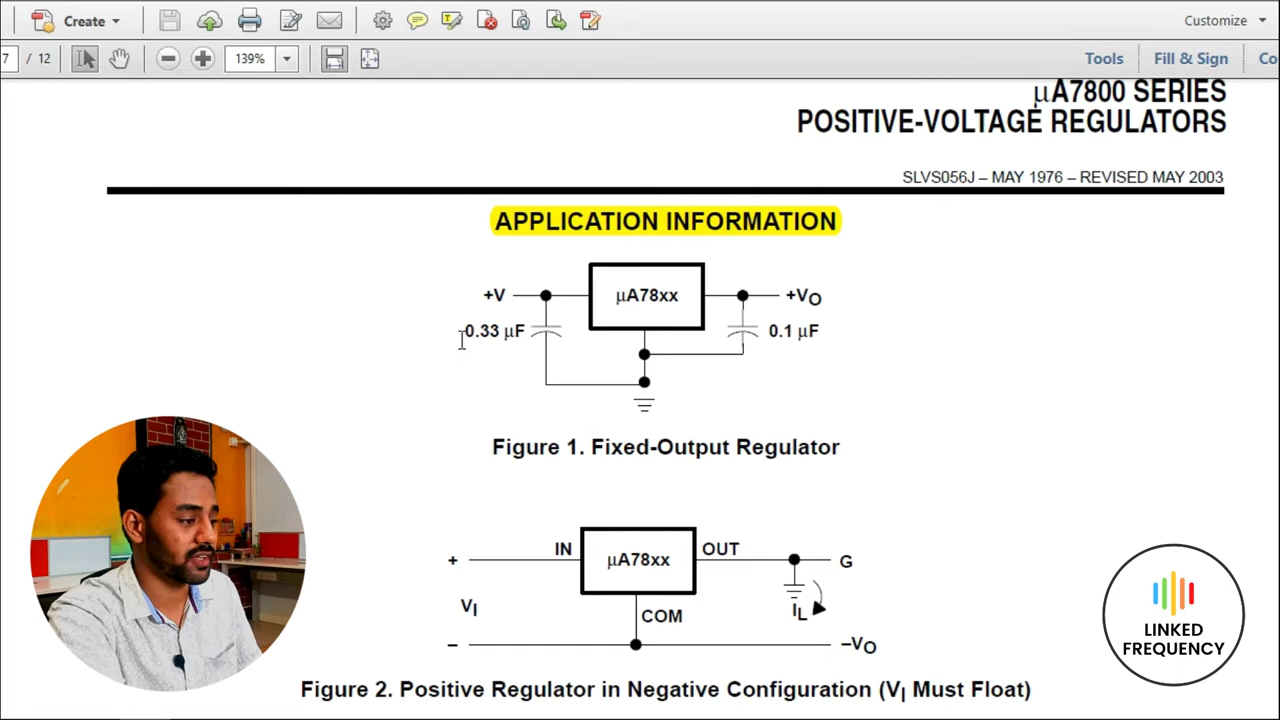 Create
Customize
7 / 12
139%
Tools
Fill & Sign
Co
µA7800 SERIES
POSITIVE-VOLTAGE REGULATORS
SLVS056J – MAY 1976 – REVISED MAY 2003
APPLICATION INFORMATION
+V
µA78xx
+VO
0.33 µF
0.1 µF
Figure 1. Fixed-Output Regulator
+
IN
µA78xx
OUT
G
VI
COM
IL
–
–VO
Figure 2. Positive Regulator in Negative Configuration (VI Must Float)
LINKED
FREQUENCY